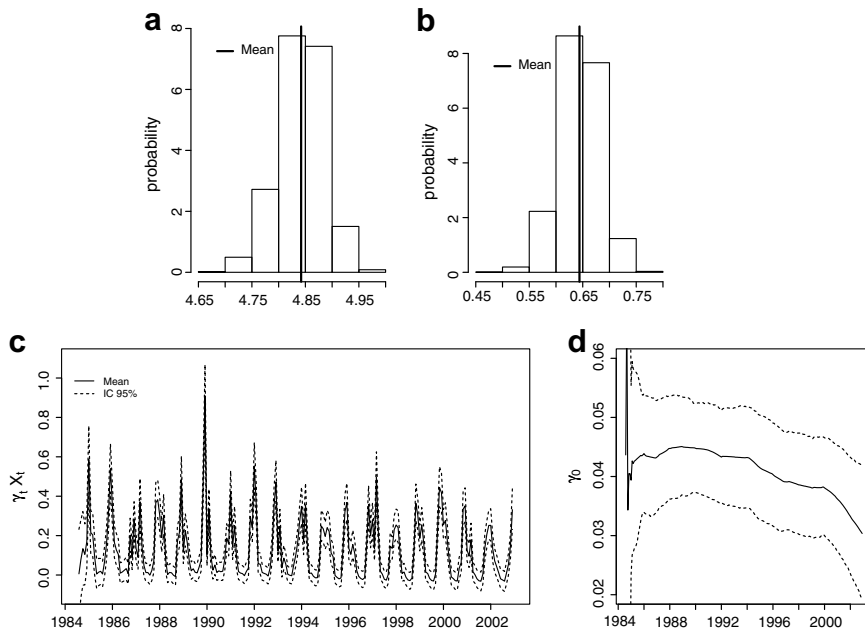 a
b
Mean
Mean
probability
probability
0 2 4 6 8
0 2 4 6 8
4.65 4.75 4.85 4.95
0.45 0.55 0.65 0.75
c
d
Mean
IC 95%
γt Xt
γ0
0.0 0.2 0.4 0.6 0.8 1.0
0.02 0.03 0.04 0.05 0.06
1984 1986 1988 1990 1992 1994 1996 1998 2000 2002
1984 1988 1992 1996 2000